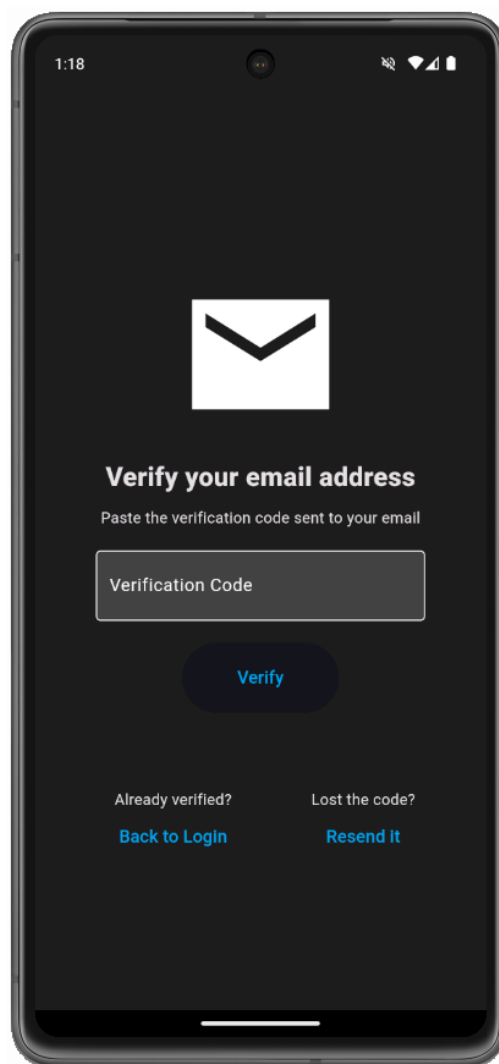 1:18
Verify your email address
Paste the verification code sent to your email
Verification Code
Verify
Already verified?
Lost the code?
Back to Login
Resend it